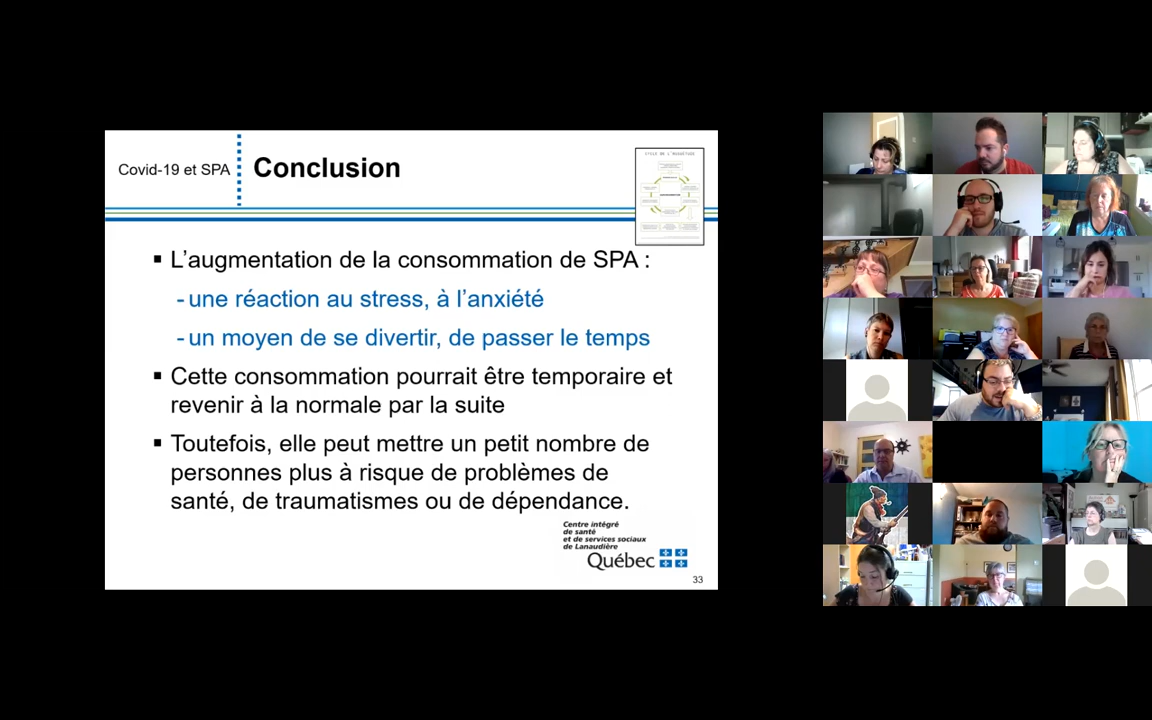 Covid-19 et SPA
Conclusion
CYCLE DE L'ASSUÉTUDE
▪ L’augmentation de la consommation de SPA :
- une réaction au stress, à l’anxiété
- un moyen de se divertir, de passer le temps
▪ Cette consommation pourrait être temporaire et
revenir à la normale par la suite
▪ Toutefois, elle peut mettre un petit nombre de
personnes plus à risque de problèmes de
santé, de traumatismes ou de dépendance.
Centre intégré
de santé
et de services sociaux
de Lanaudière
Québec
33